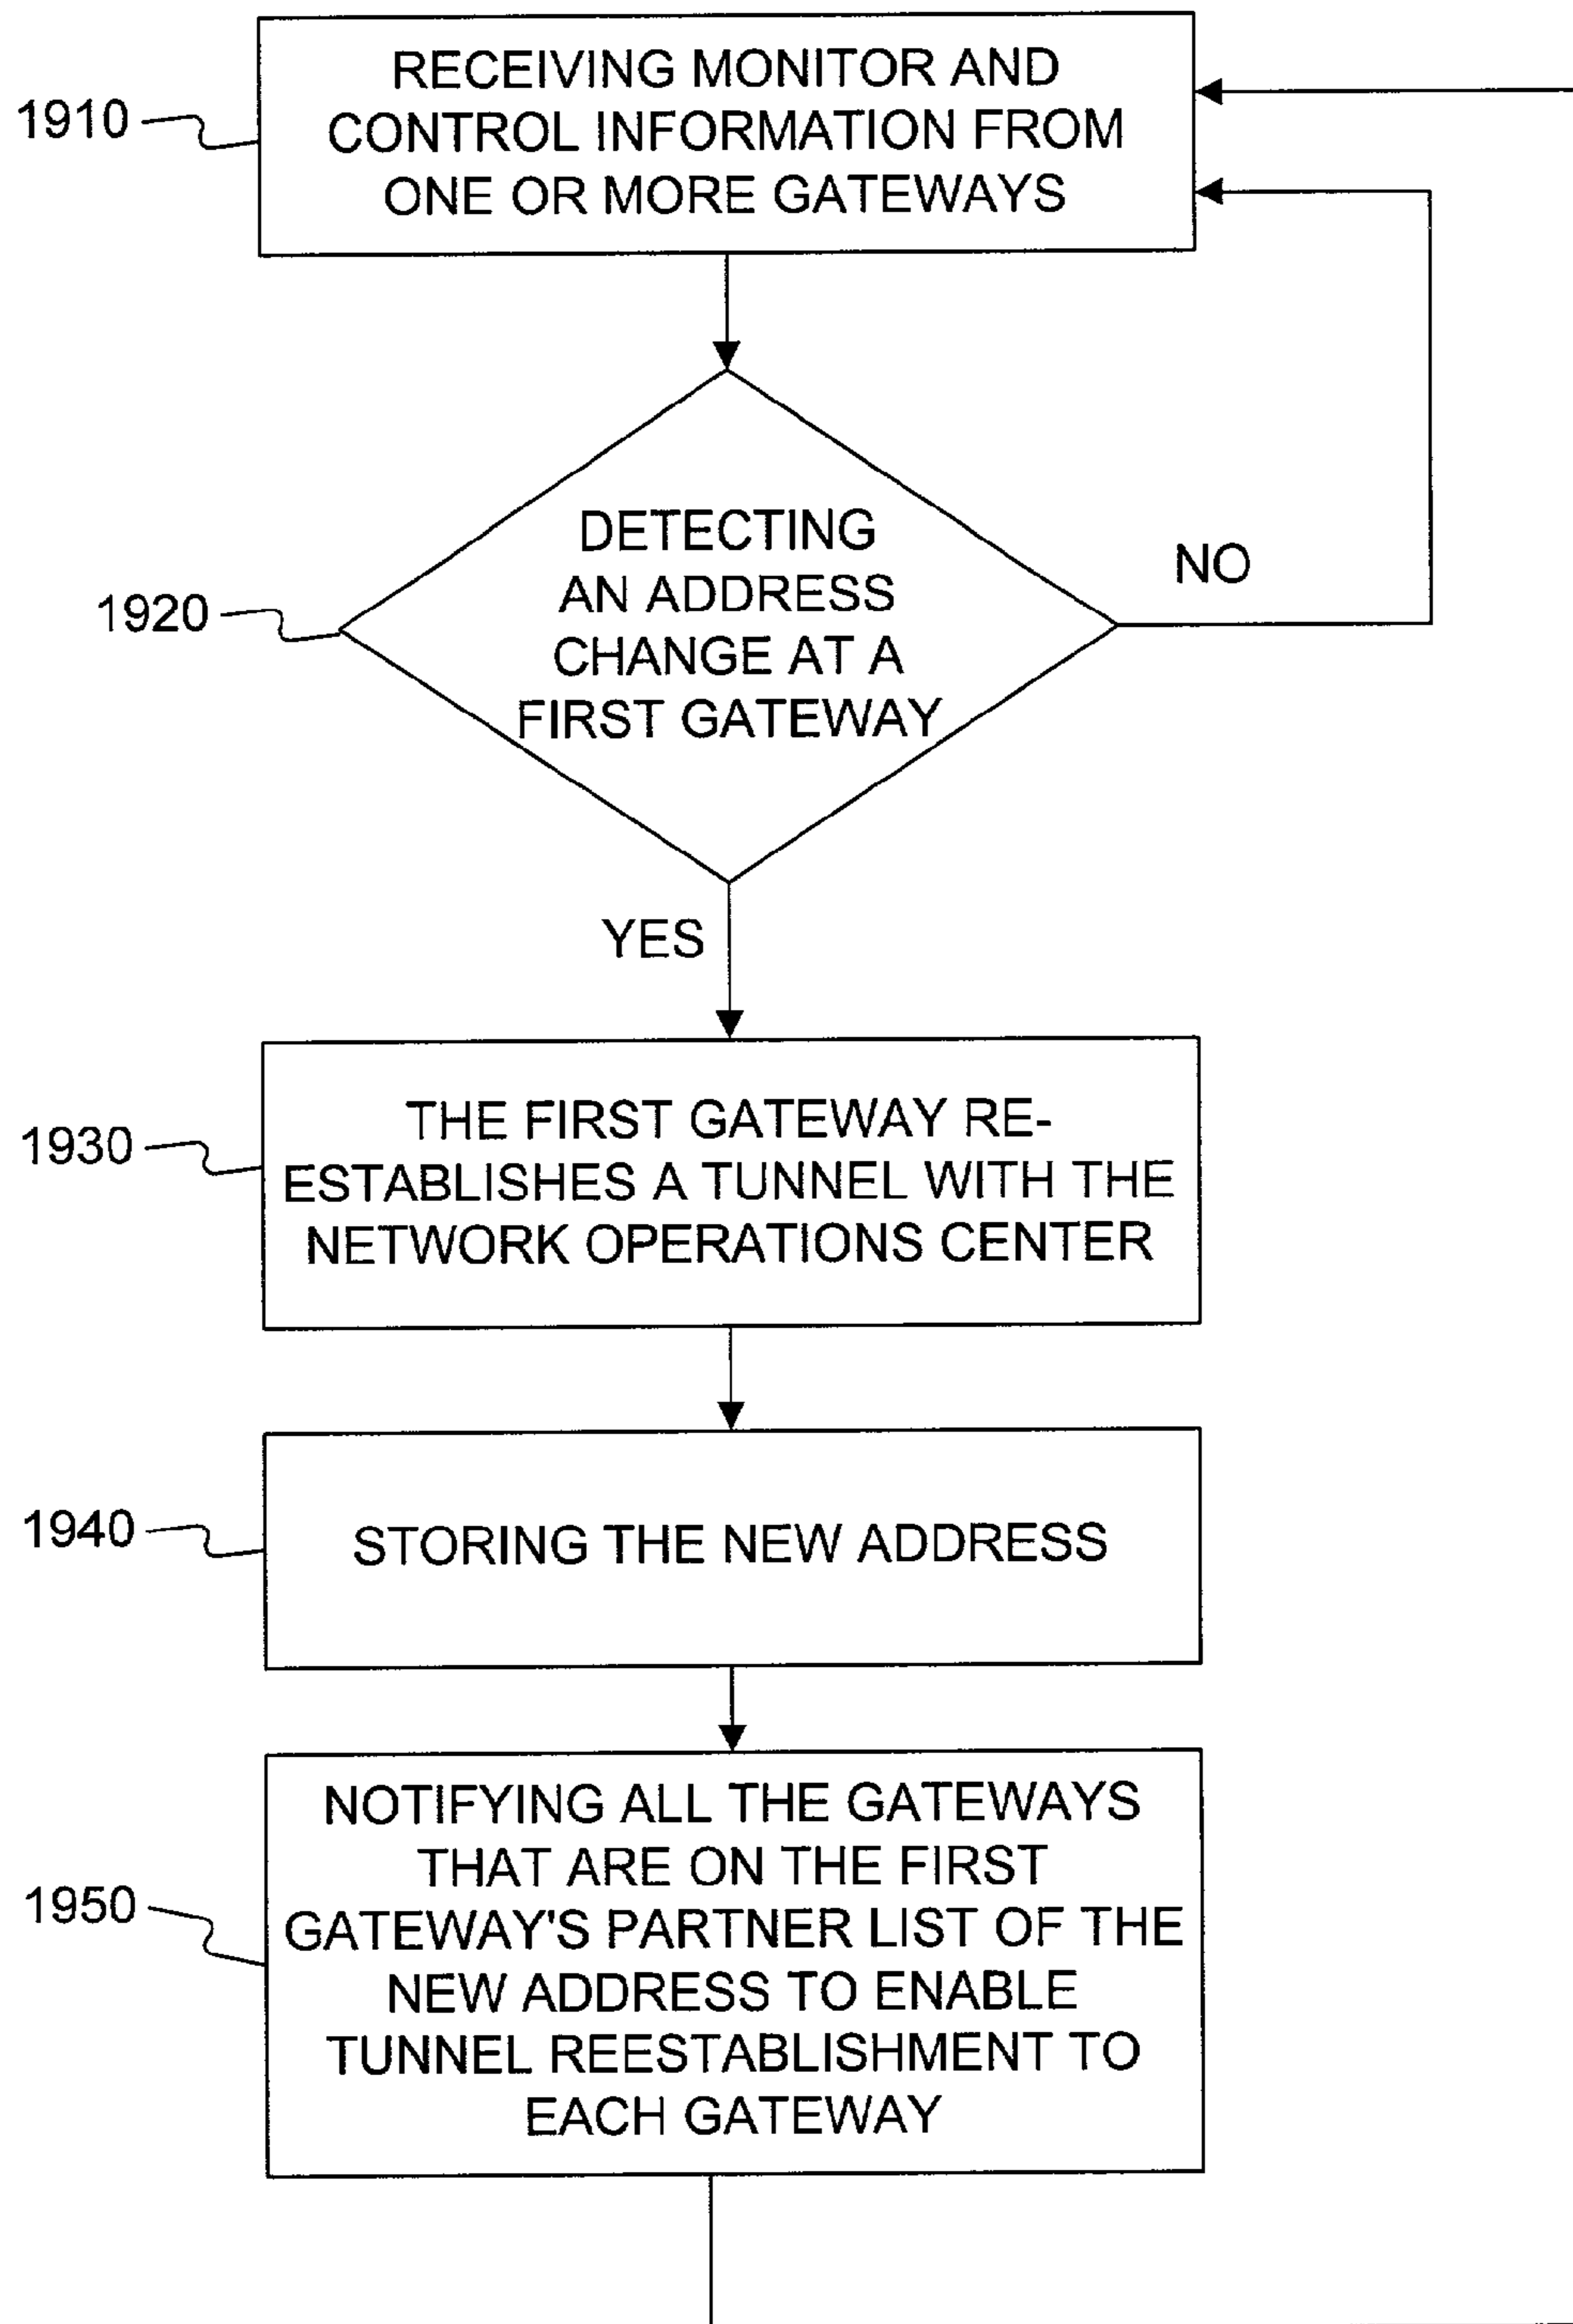 1910
RECEIVING MONITOR AND
CONTROL INFORMATION FROM
ONE OR MORE GATEWAYS
1920
DETECTING
AN ADDRESS
CHANGE AT A
FIRST GATEWAY
NO
YES
1930
THE FIRST GATEWAY RE-
ESTABLISHES A TUNNEL WITH THE
NETWORK OPERATIONS CENTER
1940
STORING THE NEW ADDRESS
1950
NOTIFYING ALL THE GATEWAYS
THAT ARE ON THE FIRST
GATEWAY'S PARTNER LIST OF THE
NEW ADDRESS TO ENABLE
TUNNEL REESTABLISHMENT TO
EACH GATEWAY